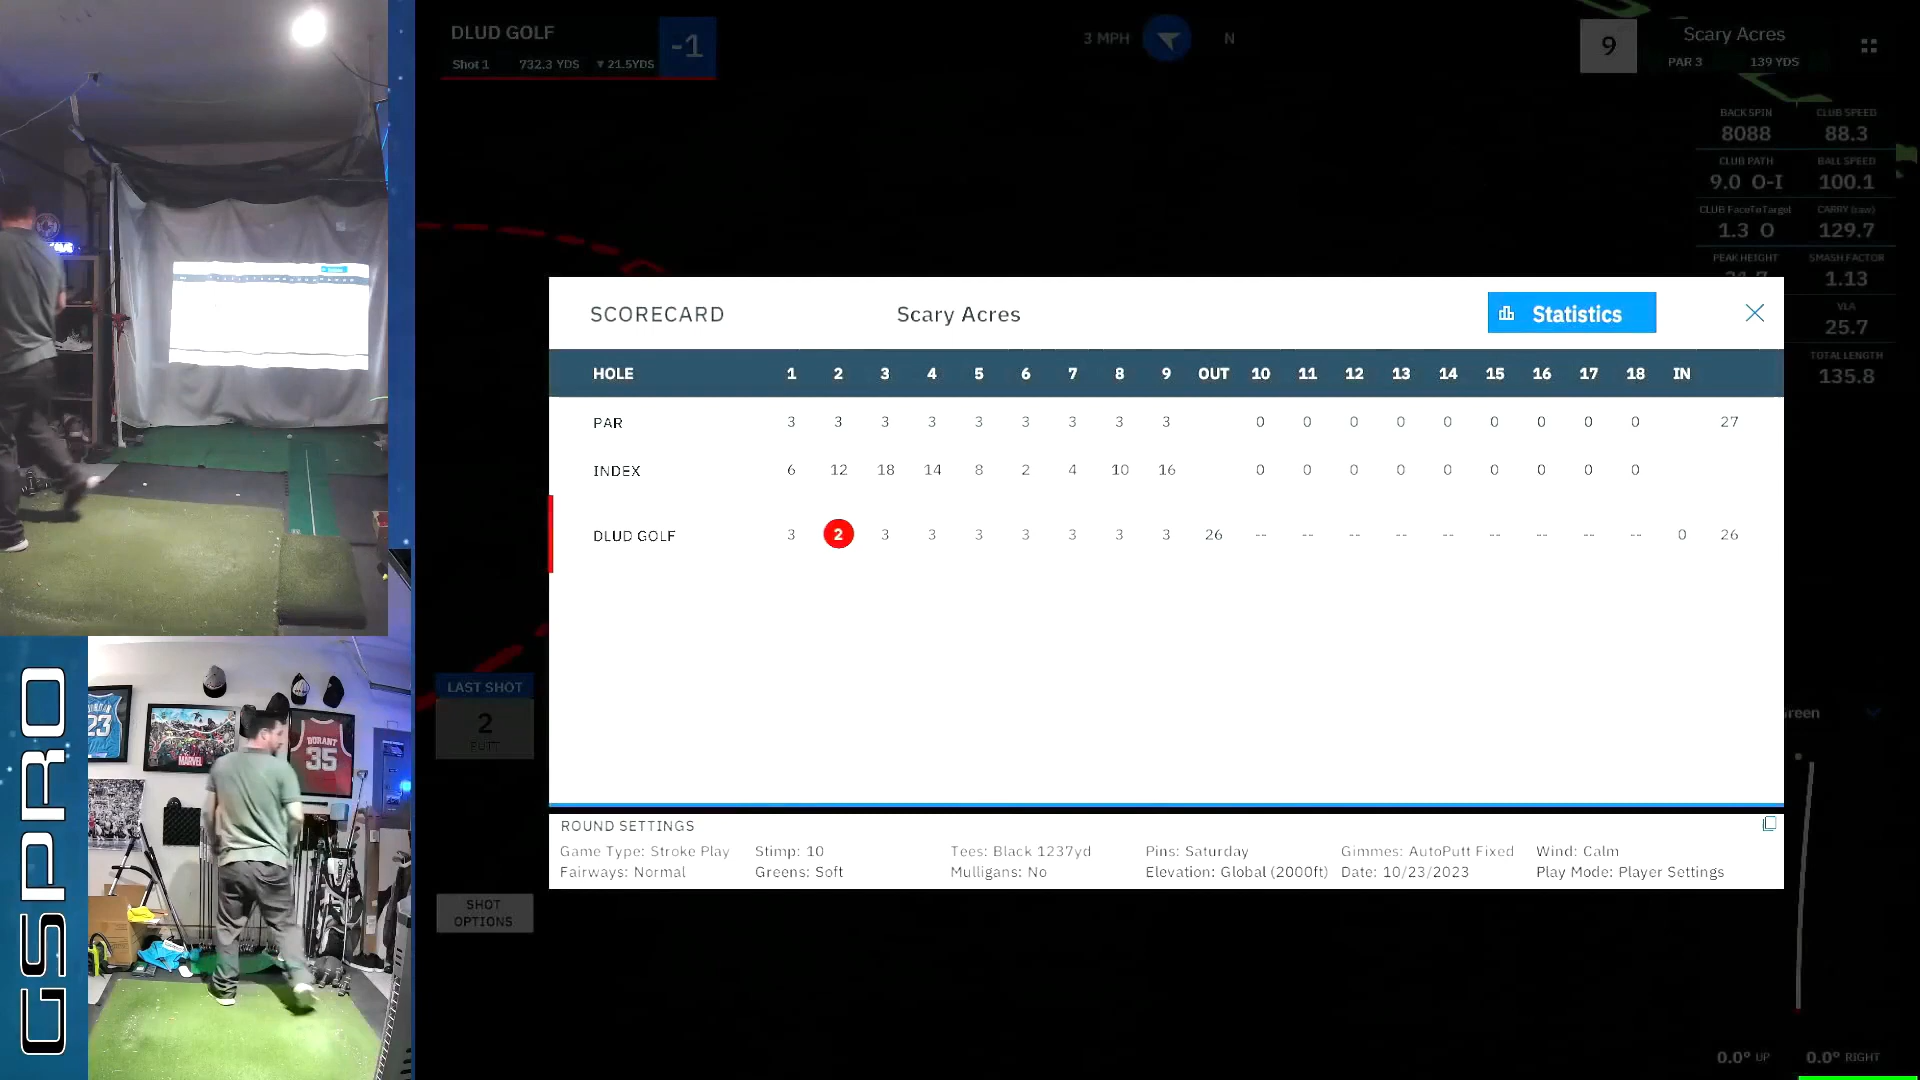 DLUD GOLF
-1
Shot 1 732.3 YDS ▼ 21.5YDS
3 MPH N
9
Scary Acres
PAR 3 139 YDS
BACK SPIN CLUB SPEED
8088 88.3
CLUB PATH BALL SPEED
9.0 O-I 100.1
CLUB FaceToTarget CARRY (raw)
1.3 O 129.7
PEAK HEIGHT SMASH FACTOR
1.13
VLA
25.7
TOTAL LENGTH
135.8
SCORECARD Scary Acres Statistics
HOLE 1 2 3 4 5 6 7 8 9 OUT 10 11 12 13 14 15 16 17 18 IN
PAR 3 3 3 3 3 3 3 3 3 0 0 0 0 0 0 0 0 0 27
INDEX 6 12 18 14 8 2 4 10 16 0 0 0 0 0 0 0 0 0
DLUD GOLF 3 2 3 3 3 3 3 3 3 26 -- -- -- -- -- -- -- -- -- 0 26
LAST SHOT
2
PUTT
ROUND SETTINGS
Game Type: Stroke Play Stimp: 10 Tees: Black 1237yd Pins: Saturday Gimmes: AutoPutt Fixed Wind: Calm
Fairways: Normal Greens: Soft Mulligans: No Elevation: Global (2000ft) Date: 10/23/2023 Play Mode: Player Settings
SHOT
OPTIONS
0.0° UP 0.0° RIGHT
GSPRO
23
MARVEL
DURANT
35